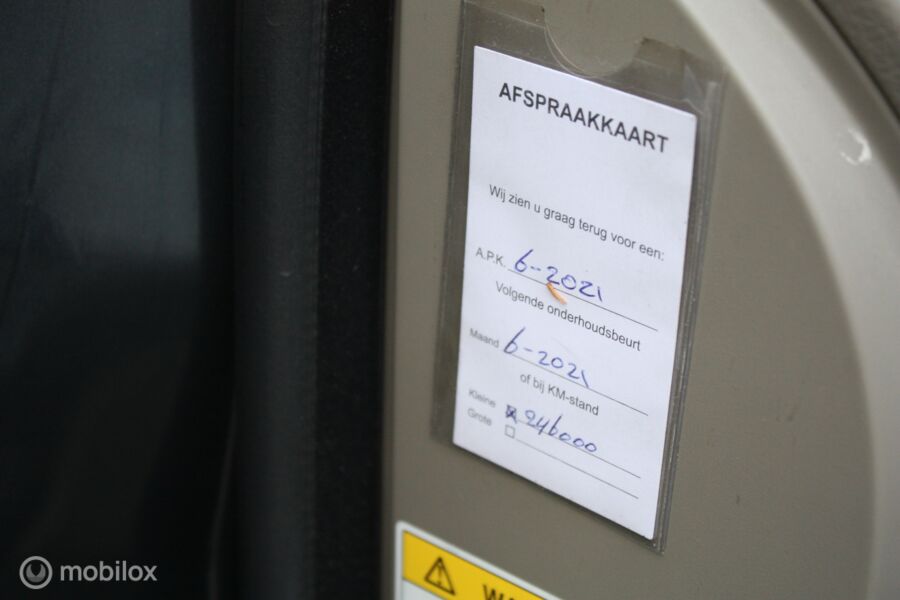 AFSPRAAKKAART
Wij zien u graag terug voor een:
A.P.K. 6-2021
Volgende onderhoudsbeurt
Maand 6-2021
of bij KM-stand
Kleine 246000
Grote
mobilox